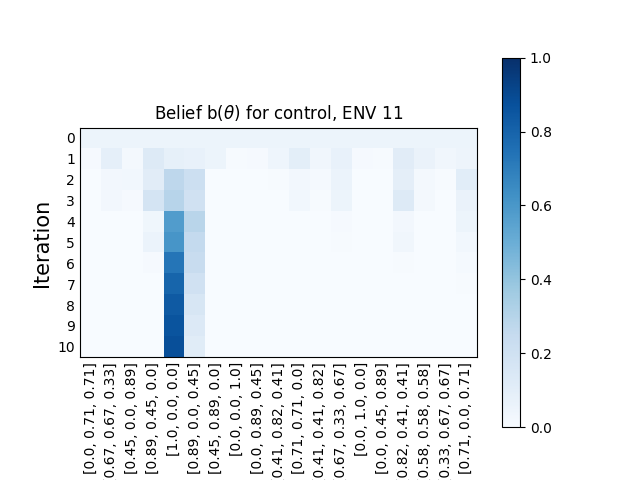 Belief b(θ) for control, ENV 11
Iteration
0
1
2
3
4
5
6
7
8
9
10
[0.0, 0.71, 0.71]
0.67, 0.67, 0.33]
[0.45, 0.0, 0.89]
[0.89, 0.45, 0.0]
[1.0, 0.0, 0.0]
[0.89, 0.0, 0.45]
[0.45, 0.89, 0.0]
[0.0, 0.0, 1.0]
[0.0, 0.89, 0.45]
0.41, 0.82, 0.41]
[0.71, 0.71, 0.0]
0.41, 0.41, 0.82]
0.67, 0.33, 0.67]
[0.0, 1.0, 0.0]
[0.0, 0.45, 0.89]
0.82, 0.41, 0.41]
0.58, 0.58, 0.58]
0.33, 0.67, 0.67]
[0.71, 0.0, 0.71]
1.0
0.8
0.6
0.4
0.2
0.0